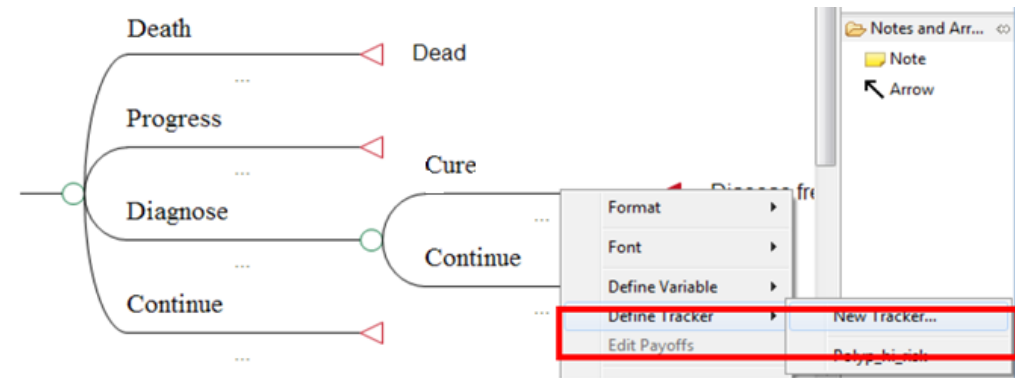 Death
Dead
...
Progress
...
Cure
Diagnose
...
...
Continue
...
Continue
...
Notes and Arr...
Note
Arrow
Format
Font
Define Variable
Define Tracker
Edit Payoffs
New Tracker...
Polyp_hi_risk